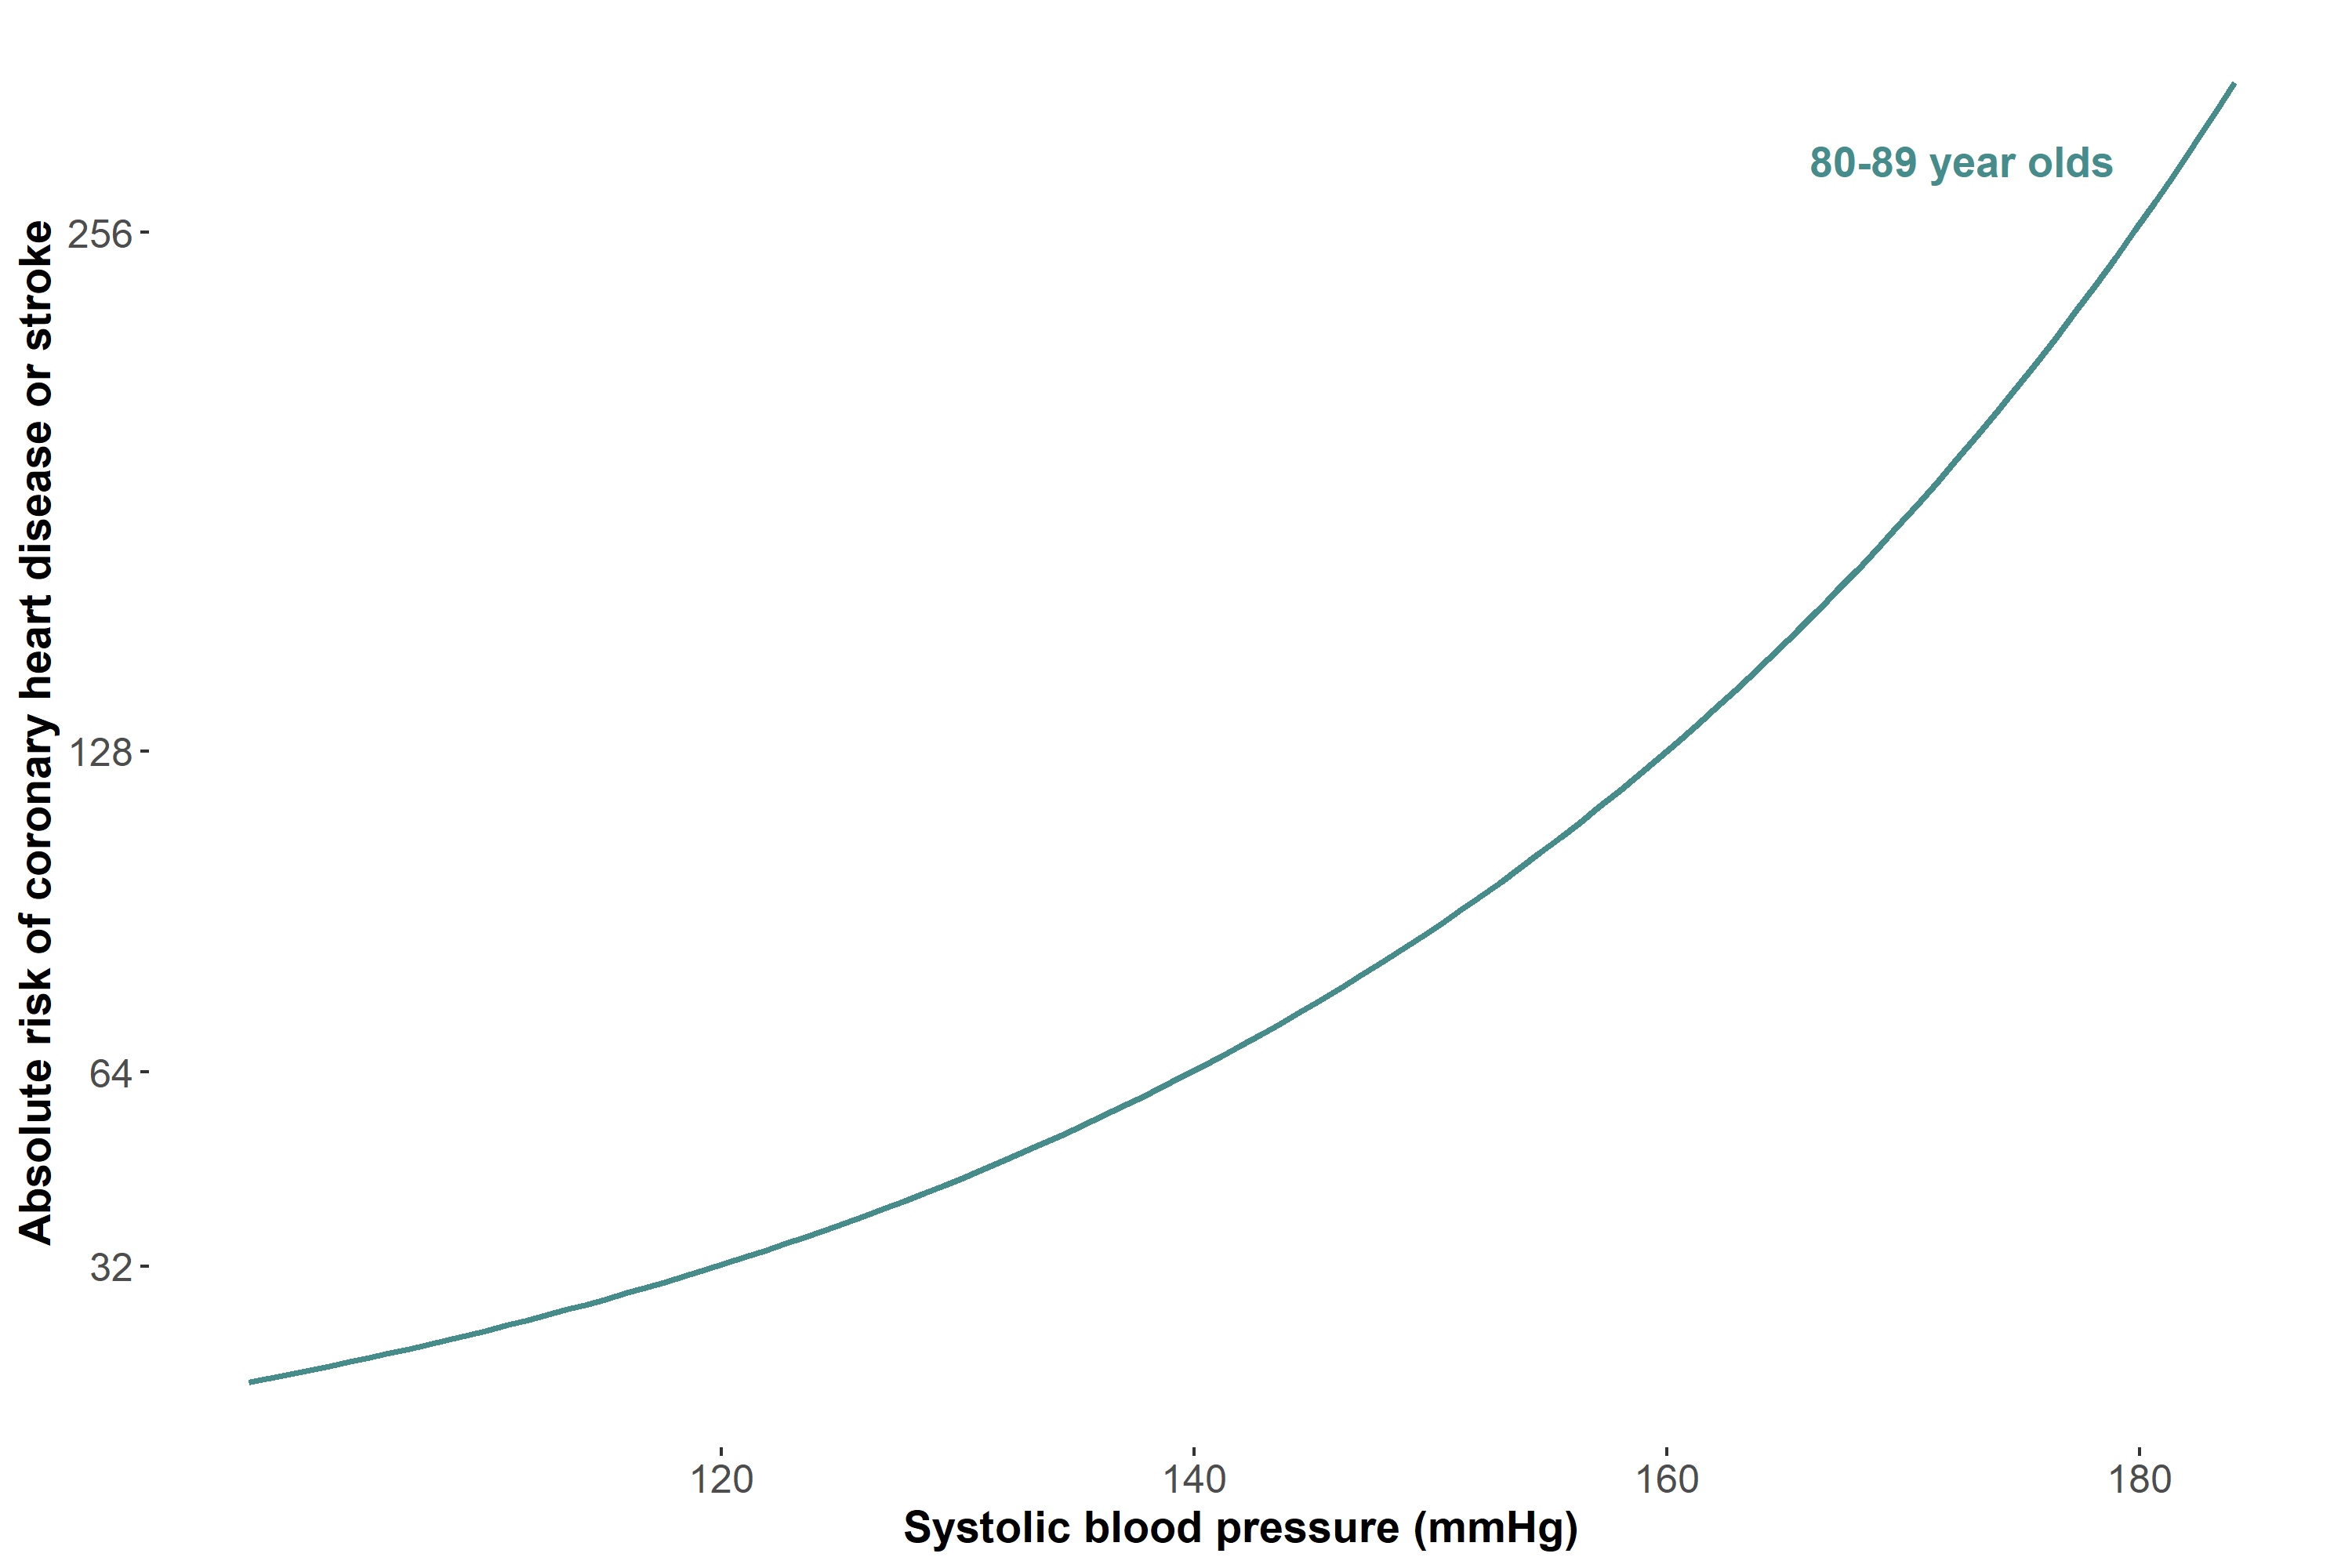 80-89 year olds
Absolute risk of coronary heart disease or stroke
256
128
64
32
120
140
160
180
Systolic blood pressure (mmHg)